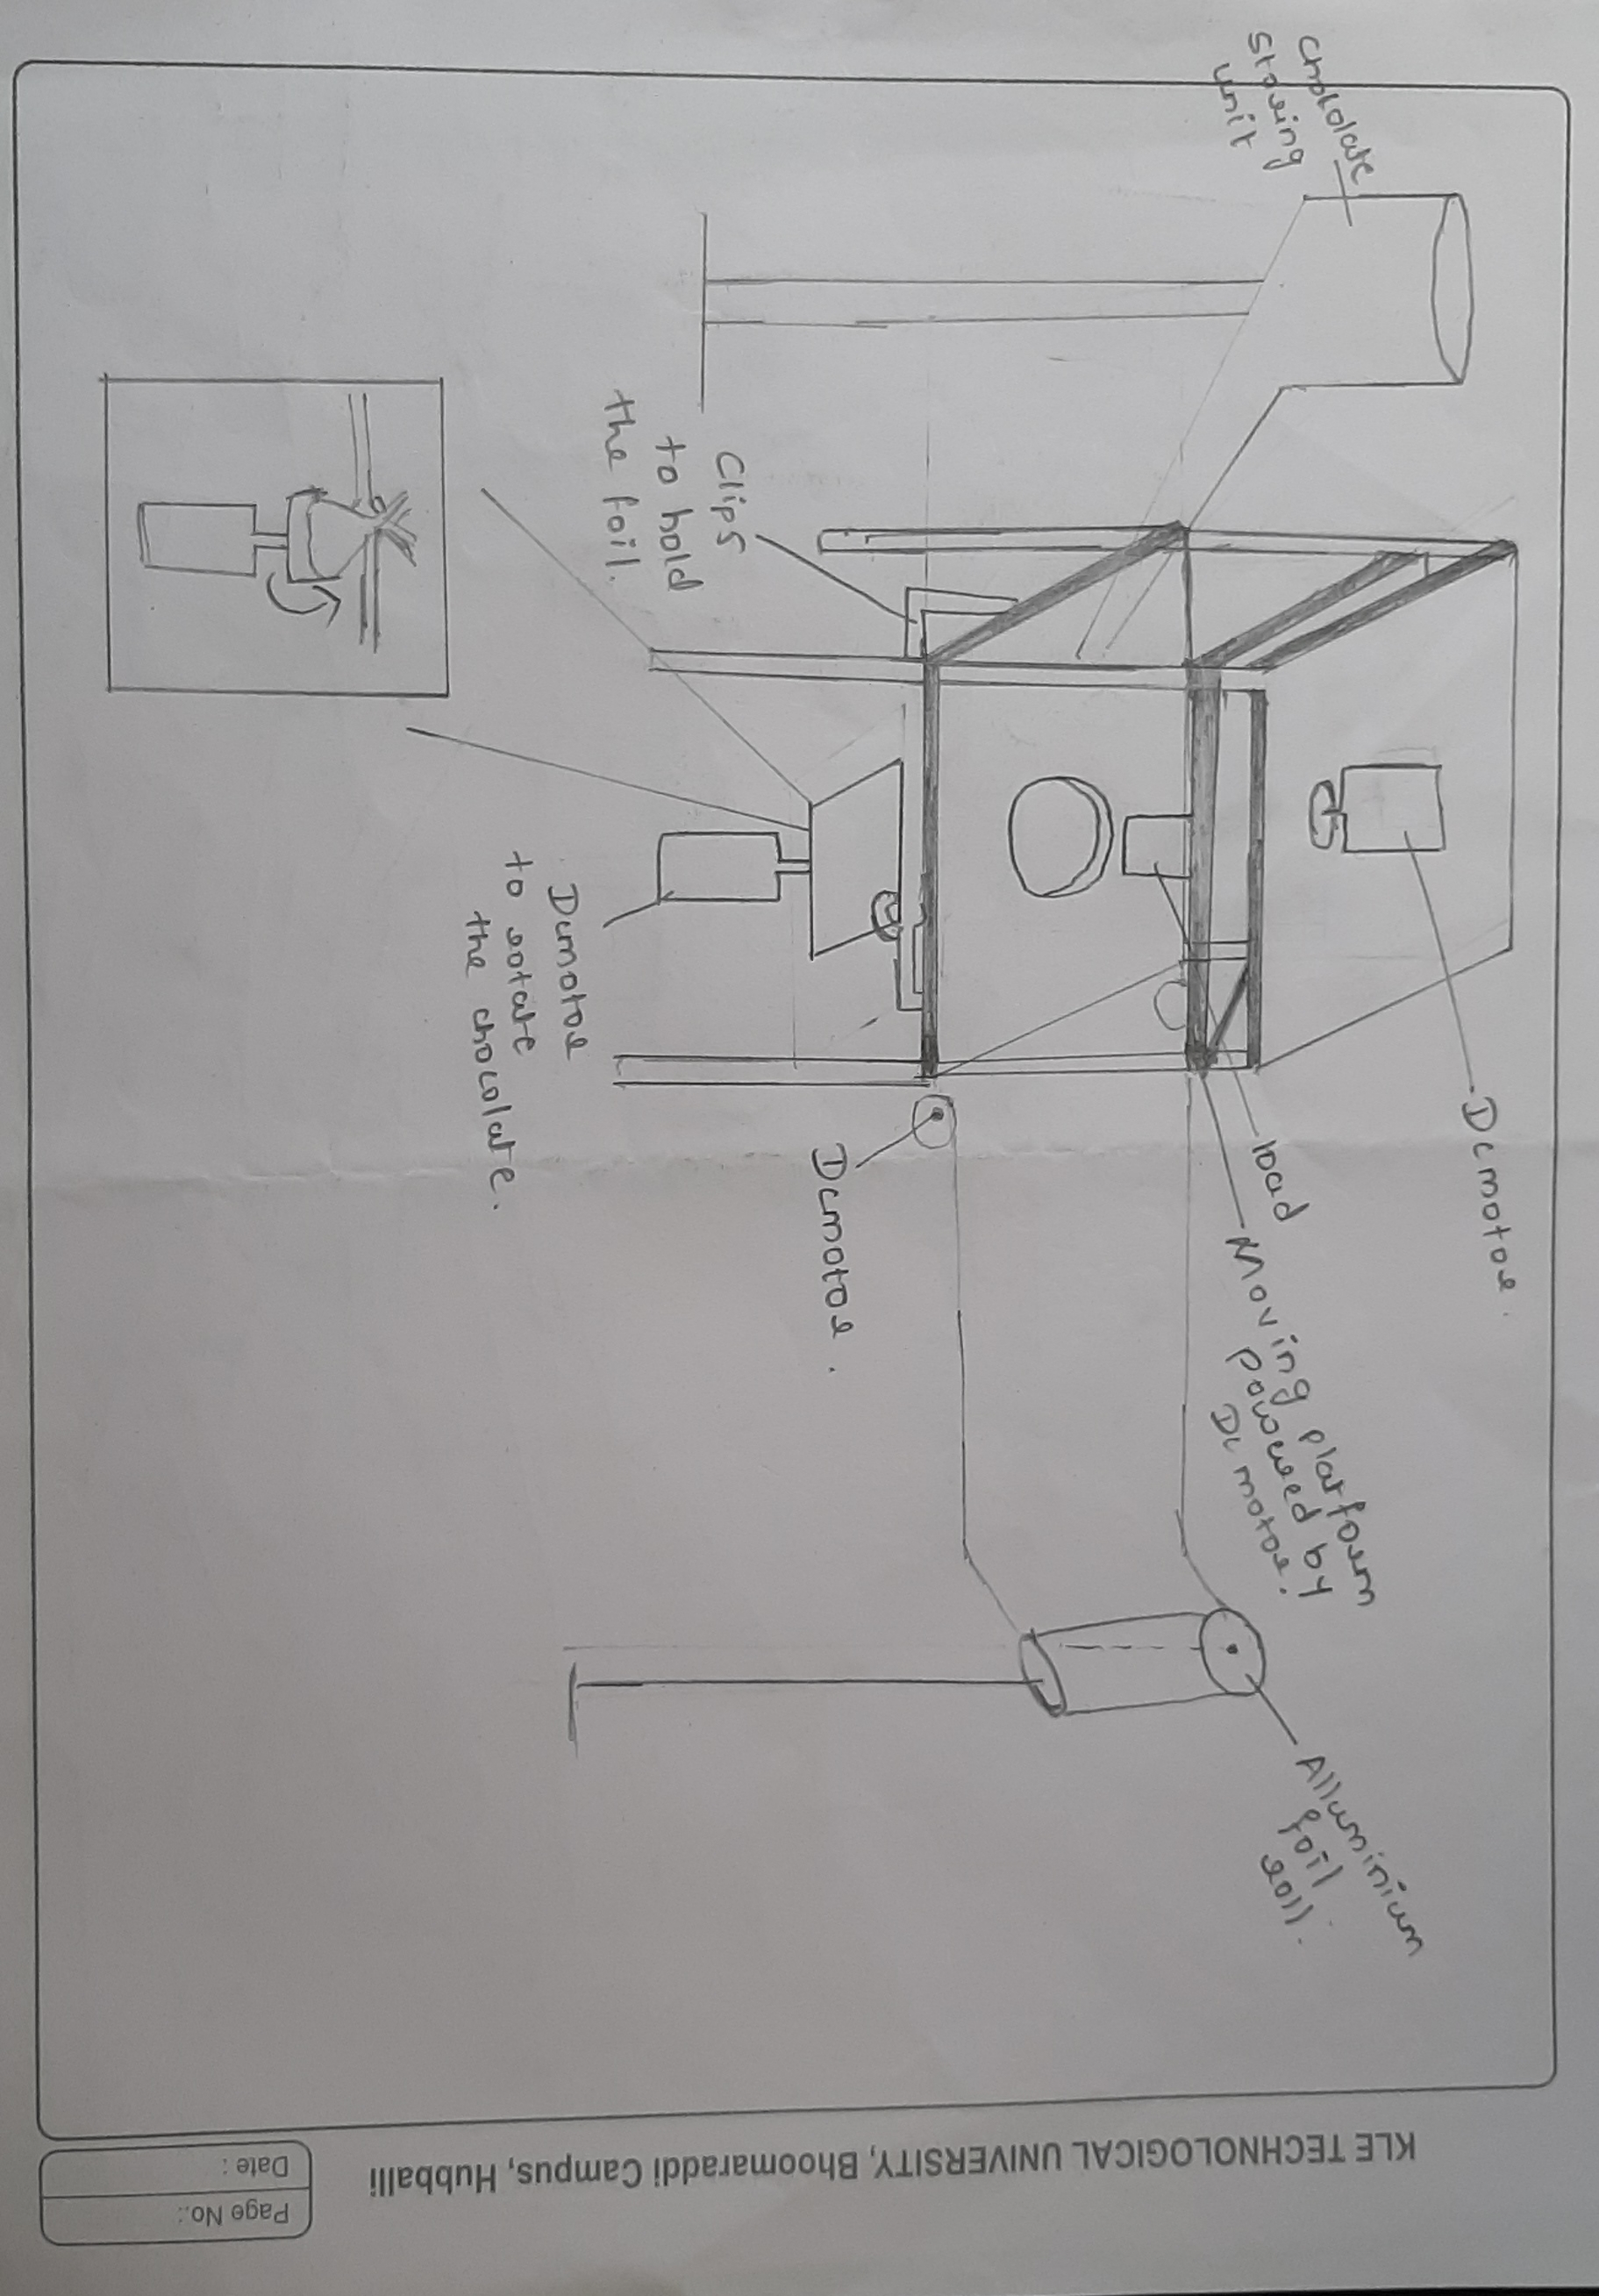 Chololate
storing
unit
Clips
to hold
the foil.
Dcmotor
to rotate
the chocolate.
Dcmotor.
Dcmotor.
load
Moving platform
powered by
Dc motor.
Alluminium
foil
roll.
KLE TECHNOLOGICAL UNIVERSITY, Bhoomaraddi Campus, Hubballi
Page No.:
Date :